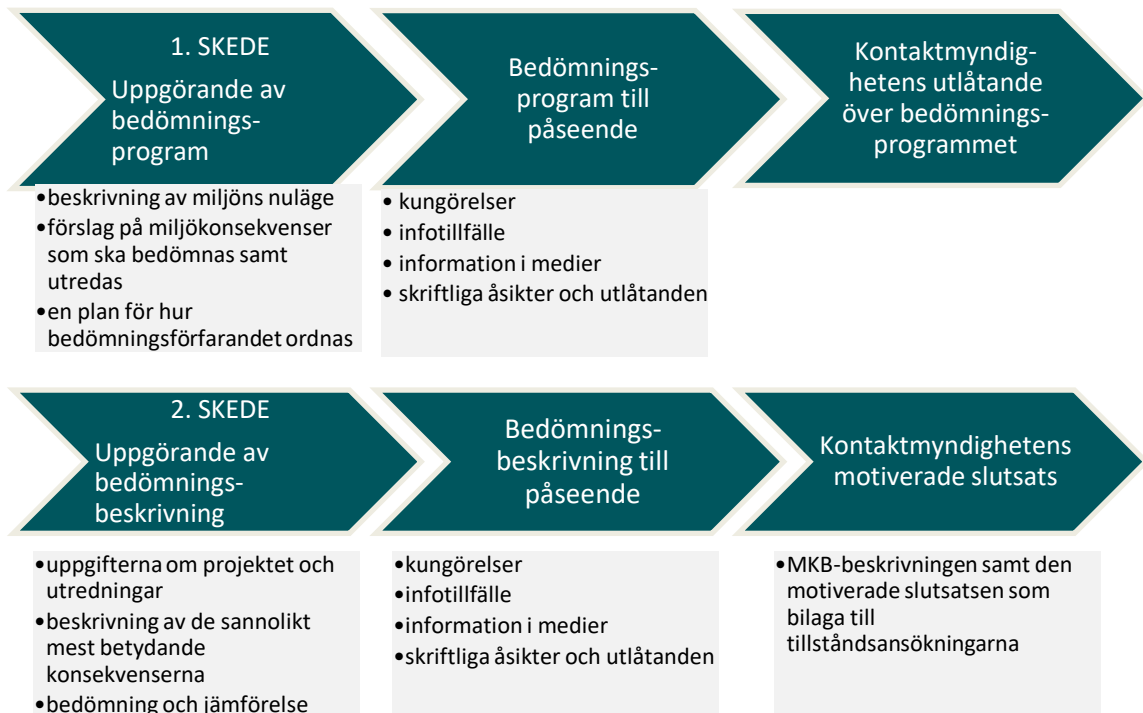 1. SKEDE
Uppgörande av
bedömnings-
program
Bedömnings-
program till
påseende
Kontaktmyndig-
hetens utlåtande
över bedömnings-
programmet
•beskrivning av miljöns nuläge
•förslag på miljökonsekvenser
som ska bedömnas samt
utredas
•en plan för hur
bedömningsförfarandet ordnas
• kungörelser
• infotillfälle
• information i medier
• skriftliga åsikter och utlåtanden
2. SKEDE
Uppgörande av
bedömnings-
beskrivning
Bedömnings-
beskrivning till
påseende
Kontaktmyndighetens
motiverade slutsats
•uppgifterna om projektet och
utredningar
•beskrivning av de sannolikt
mest betydande
konsekvenserna
•bedömning och jämförelse
•kungörelser
•infotillfälle
•information i medier
•skriftliga åsikter och utlåtanden
•MKB-beskrivningen samt den
motiverade slutsatsen som
bilaga till
tillståndsansökningarna